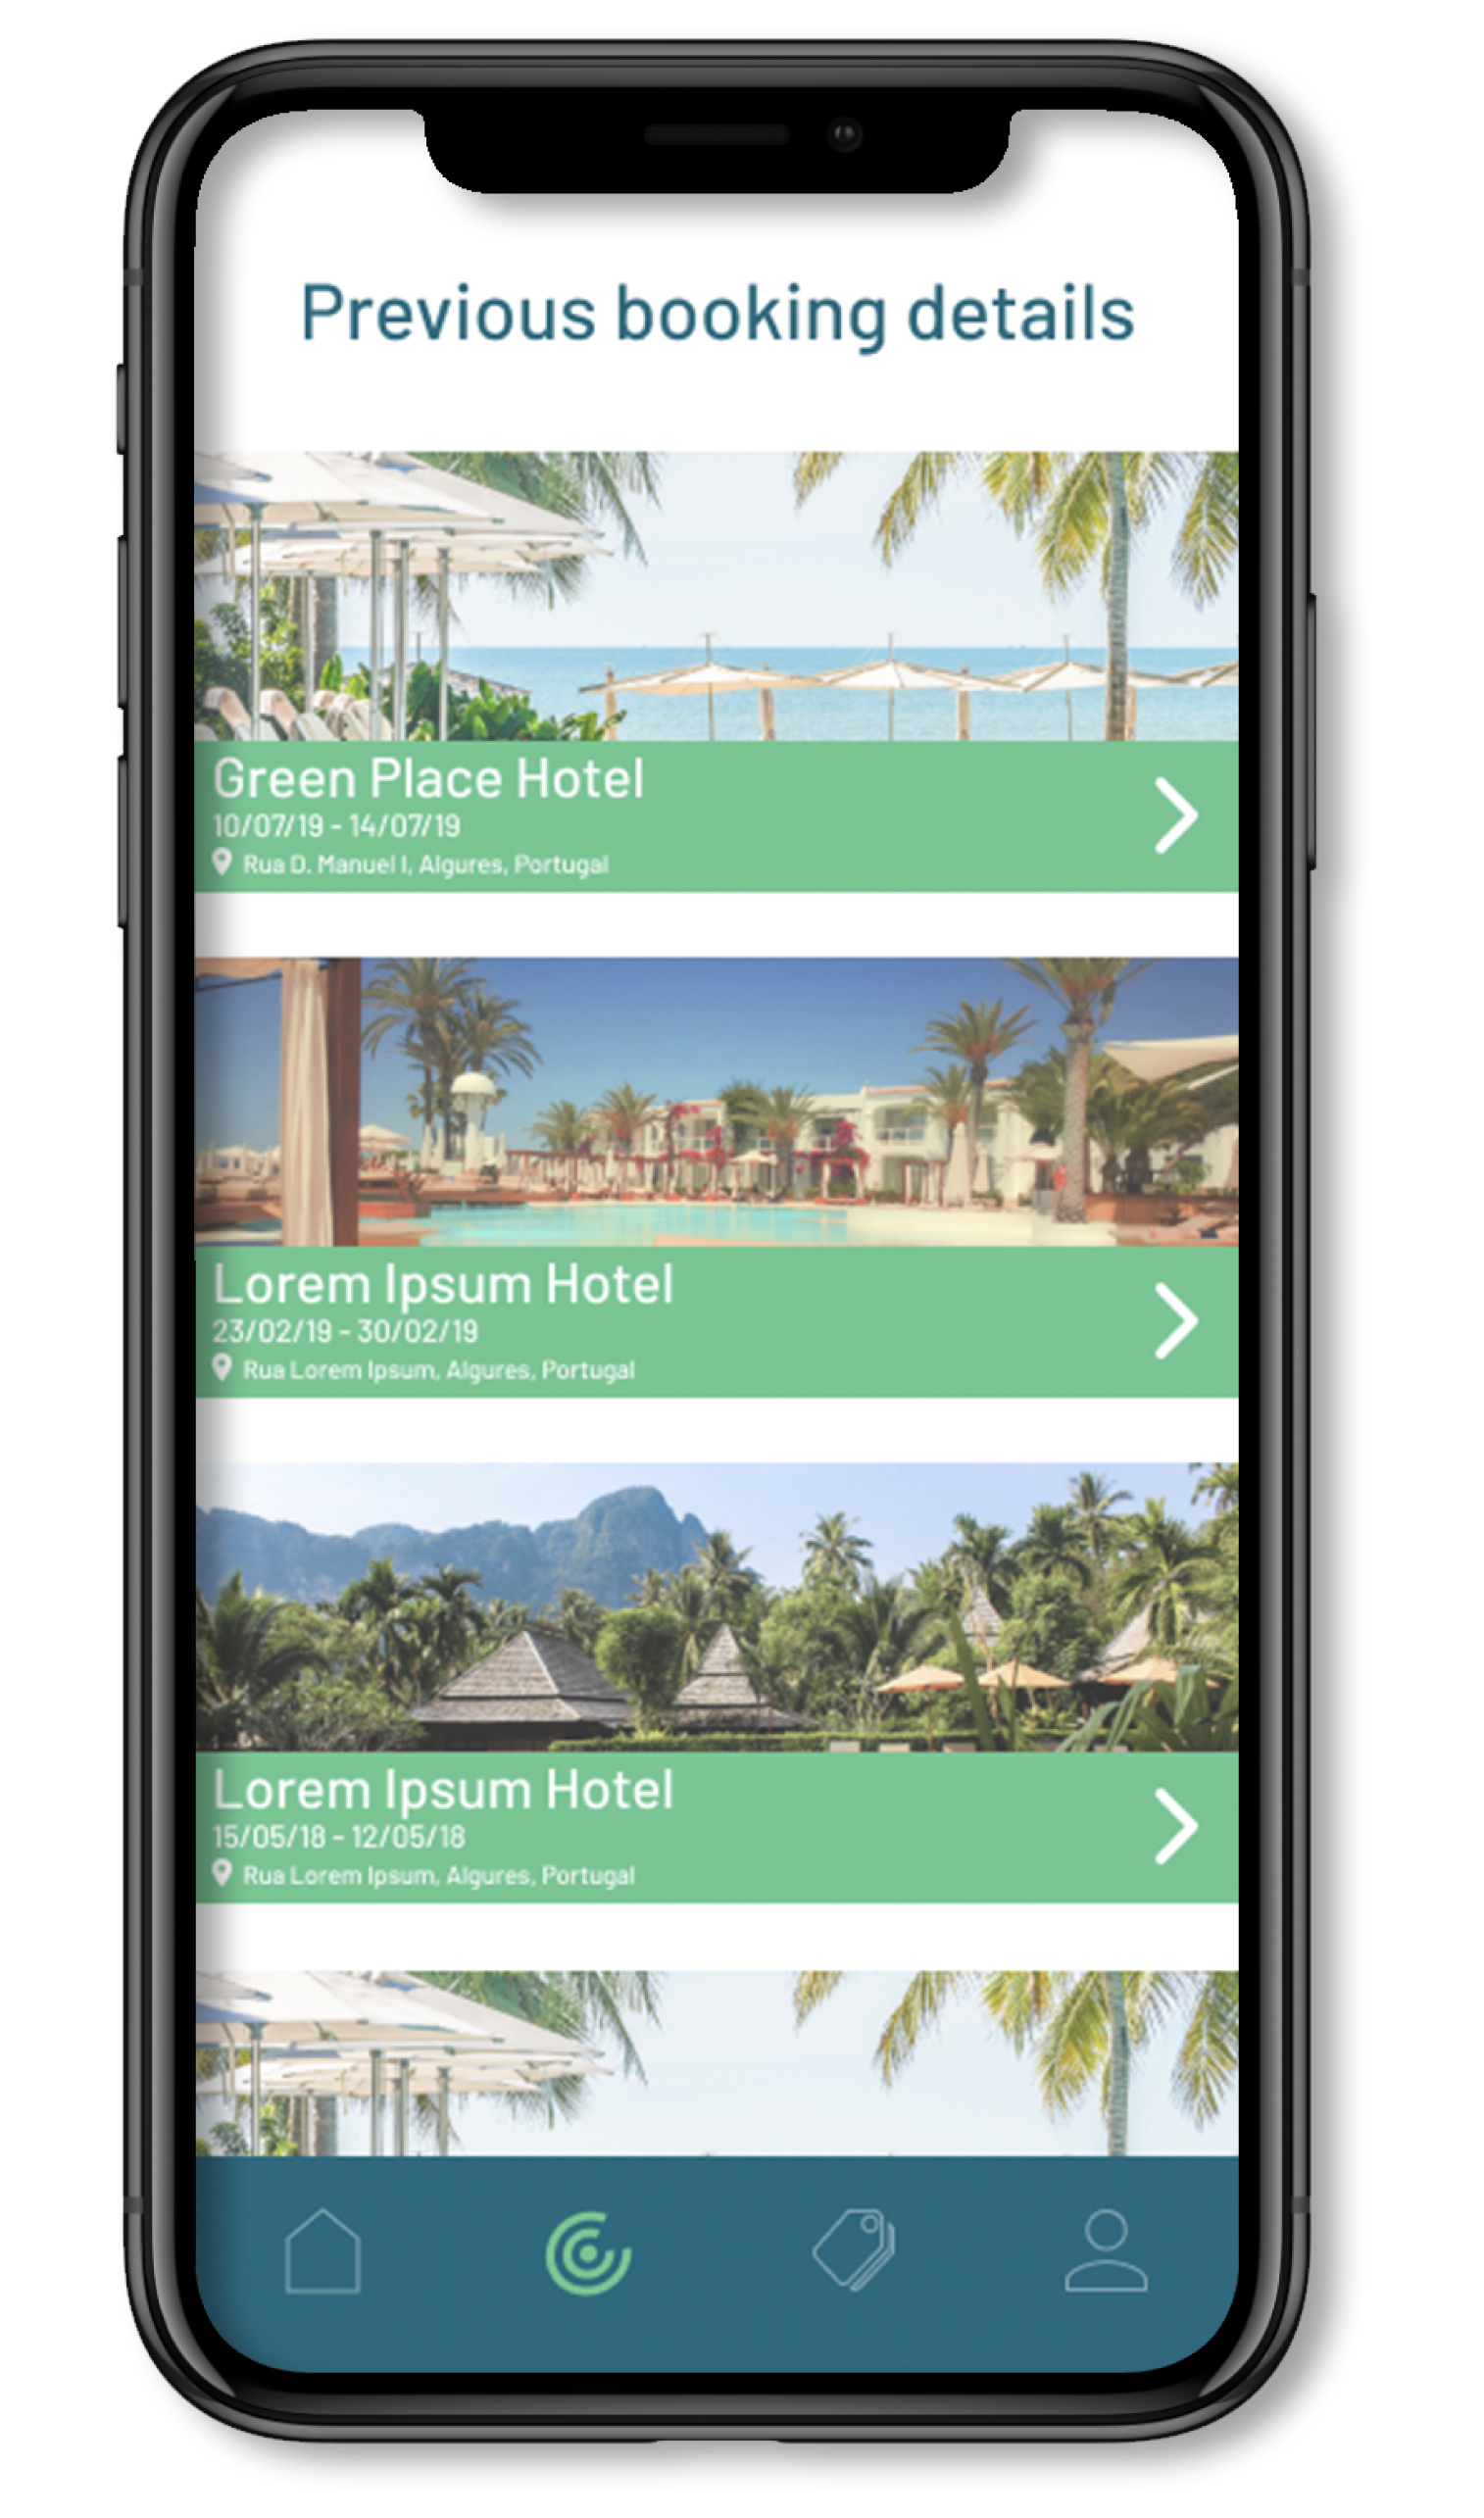 Previous booking details
Green Place Hotel
10/07/19 - 14/07/19
Rua D. Manuel I, Algures, Portugal
Lorem Ipsum Hotel
23/02/19 - 30/02/19
Rua Lorem Ipsum, Algures, Portugal
Lorem Ipsum Hotel
15/05/18 - 12/05/18
Rua Lorem Ipsum, Algures, Portugal